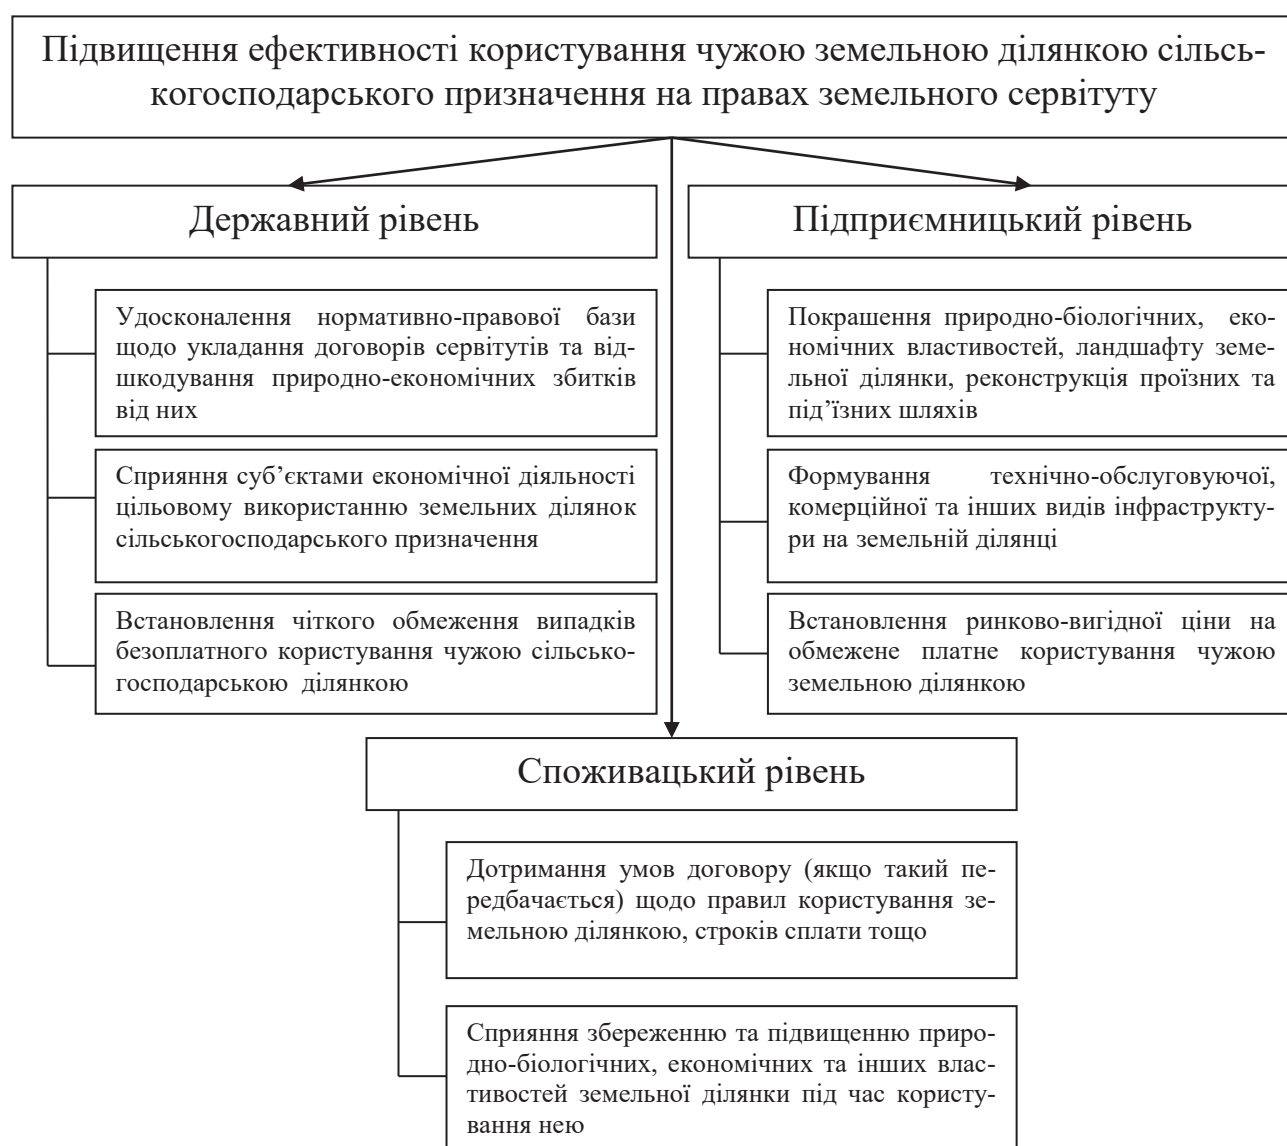 Підвищення ефективності користування чужою земельною ділянкою сільсь-
когосподарського призначення на правах земельного сервітуту
Державний рівень
Удосконалення нормативно-правової бази
щодо укладання договорів сервітутів та від-
шкодування природно-економічних збитків
від них
Сприяння суб’єктами економічної діяльності
цільовому використанню земельних ділянок
сільськогосподарського призначення
Встановлення чіткого обмеження випадків
безоплатного користування чужою сільсько-
господарською ділянкою
Підприємницький рівень
Покрашення природно-біологічних, еко-
номічних властивостей, ландшафту земе-
льної ділянки, реконструкція проїзних та
під’їзних шляхів
Формування технічно-обслуговуючої,
комерційної та інших видів інфраструкту-
ри на земельній ділянці
Встановлення ринково-вигідної ціни на
обмежене платне користування чужою
земельною ділянкою
Споживацький рівень
Дотримання умов договору (якщо такий пе-
редбачається) щодо правил користування зе-
мельною ділянкою, строків сплати тощо
Сприяння збереженню та підвищенню приро-
дно-біологічних, економічних та інших влас-
тивостей земельної ділянки під час користу-
вання нею